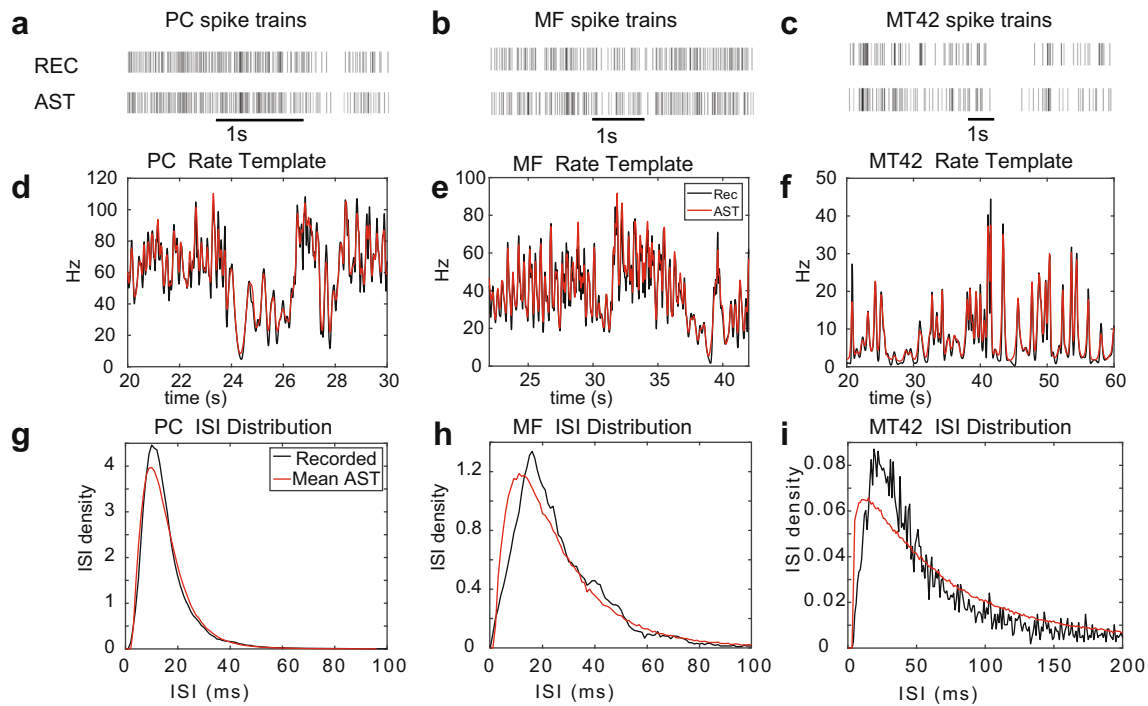 a PC spike trains
b MF spike trains
c MT42 spike trains
REC
AST
1s
1s
1s
d PC Rate Template
e MF Rate Template
f MT42 Rate Template
120
100
80
60
40
20
0
Hz
20 22 24 26 28 30
time (s)
100
80
60
40
20
0
Hz
Rec
AST
25 30 35 40
time (s)
50
40
30
20
10
0
Hz
20 30 40 50 60
time (s)
g PC ISI Distribution
h MF ISI Distribution
i MT42 ISI Distribution
4
3
2
1
0
ISI density
Recorded
Mean AST
0 20 40 60 80 100
ISI (ms)
1.2
0.8
0.4
0
ISI density
0 20 40 60 80 100
ISI (ms)
0.08
0.06
0.04
0.02
0
ISI density
0 50 100 150 200
ISI (ms)